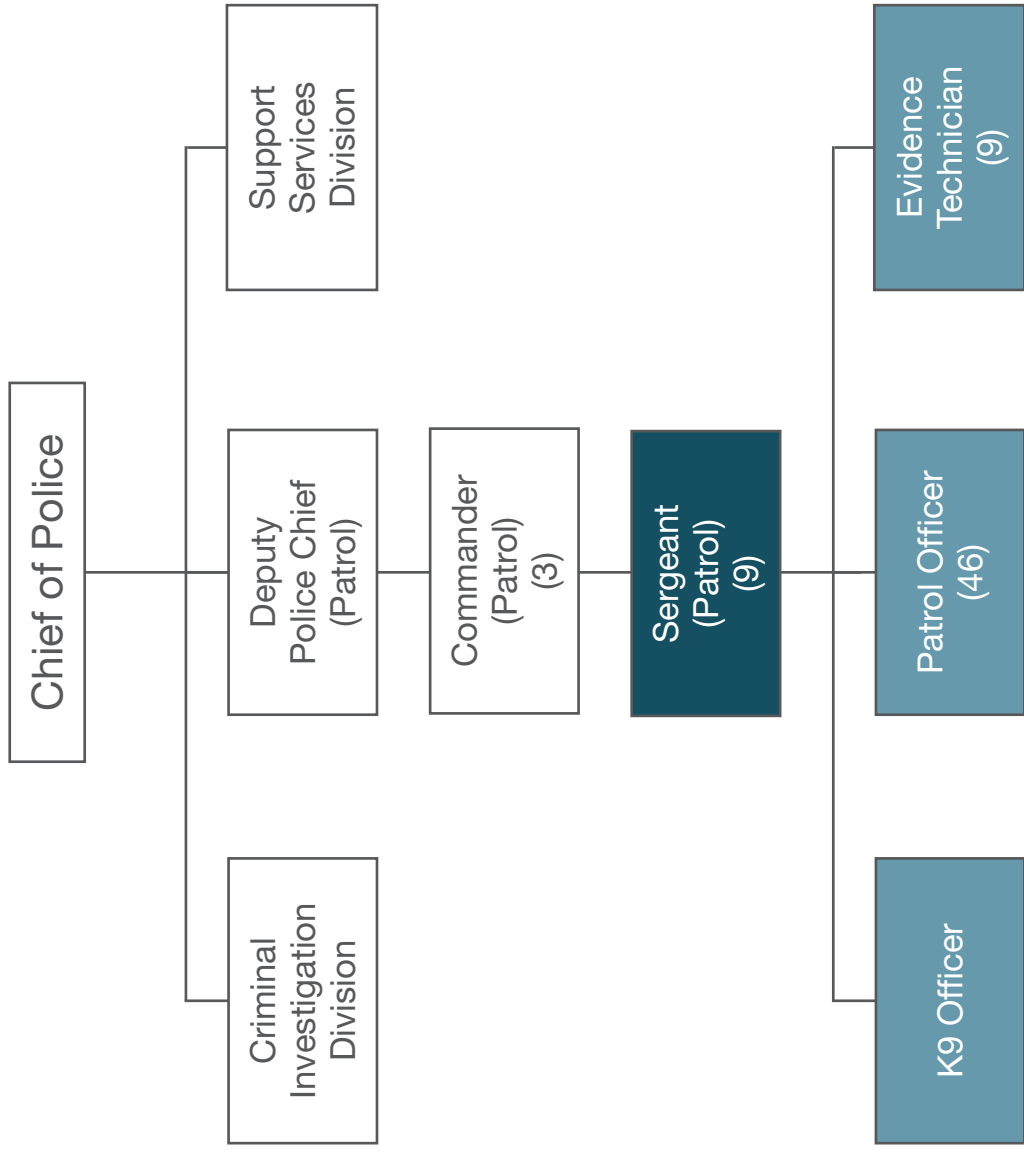 Chief of Police
Criminal
Investigation
Division
Deputy
Police Chief
(Patrol)
Support
Services
Division
Commander
(Patrol)
(3)
Sergeant
(Patrol)
(9)
K9 Officer
Patrol Officer
(46)
Evidence
Technician
(9)